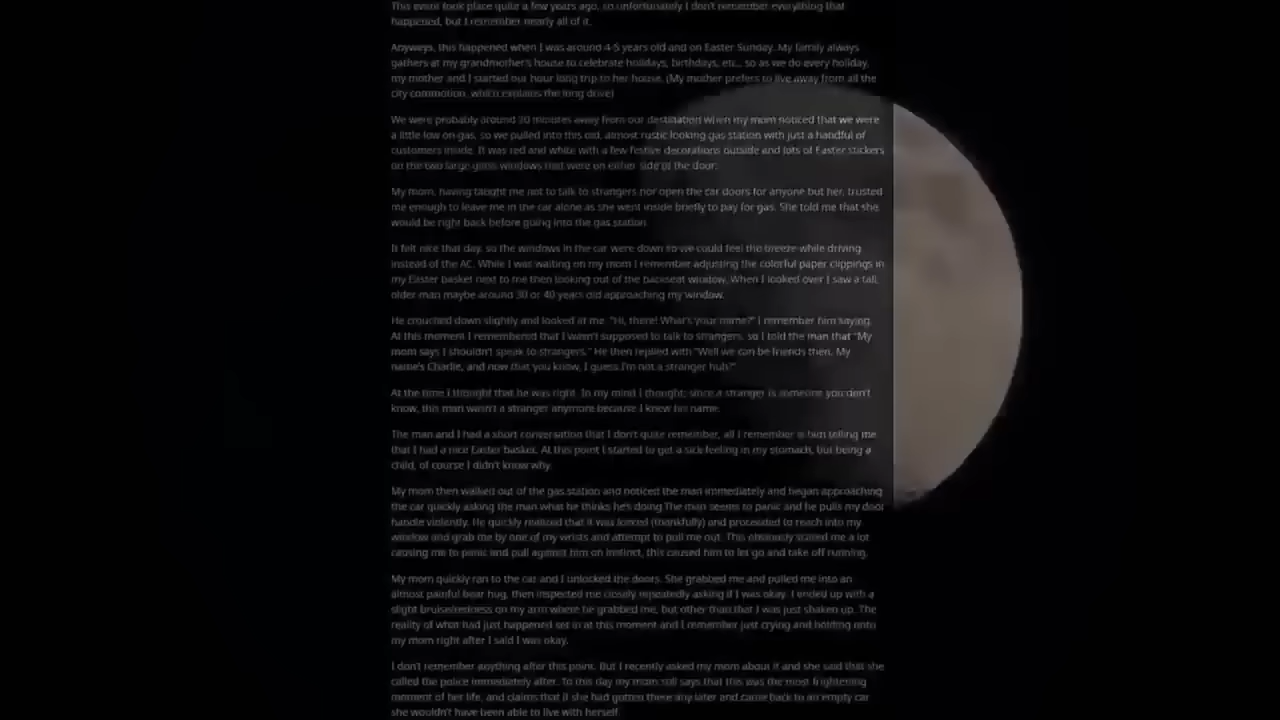 This event took place quite a few years ago, so unfortunately I don't remember everything that
happened, but I remember nearly all of it.
Anyways, this happened when I was around 4-5 years old and on Easter Sunday. My family always
gathers at my grandmother's house to celebrate holidays, birthdays, etc., so as we do every holiday,
my mother and I started our hour long trip to her house. (My mother prefers to live away from all the
city commotion, which explains the long drive)
We were probably around 30 minutes away from our destination when my mom noticed that we were
a little low on gas, so we pulled into this old, almost rustic looking gas station with just a handful of
customers inside. It was red and white with a few festive decorations outside and lots of Easter stickers
on the two large glass windows that were on either side of the door.
My mom, having taught me not to talk to strangers nor open the car doors for anyone but her, trusted
me enough to leave me in the car alone as she went inside briefly to pay for gas. She told me that she
would be right back before going into the gas station.
It felt nice that day, so the windows in the car were down so we could feel the breeze while driving
instead of the AC. While I was waiting on my mom I remember adjusting the colorful paper clippings in
my Easter basket next to me then looking out of the backseat window. When I looked over I saw a tall,
older man maybe around 30 or 40 years old approaching my window.
He crouched down slightly and looked at me. "Hi, there! What's your name?" I remember him saying.
At this moment I remembered that I wasn't supposed to talk to strangers, so I told the man that "My
mom says I shouldn't speak to strangers." He then replied with "Well we can be friends then. My
name's Charlie, and now that you know, I guess I'm not a stranger huh?"
At the time I thought that he was right. In my mind I thought; since a stranger is someone you don't
know, this man wasn't a stranger anymore because I knew his name.
The man and I had a short conversation that I don't quite remember, all I remember is him telling me
that I had a nice Easter basket. At this point I started to get a sick feeling in my stomach, but being a
child, of course I didn't know why.
My mom then walked out of the gas station and noticed the man immediately and began approaching
the car quickly asking the man what he thinks he's doing The man seems to panic and he pulls my door
handle violently. He quickly realized that it was locked (thankfully) and proceeded to reach into my
window and grab me by one of my wrists and attempt to pull me out. This obviously scared me a lot
causing me to panic and pull against him on instinct, this caused him to let go and take off running.
My mom quickly ran to the car and I unlocked the doors. She grabbed me and pulled me into an
almost painful bear hug, then inspected me closely repeatedly asking if I was okay. I ended up with a
slight bruise/redness on my arm where he grabbed me, but other than that I was just shaken up. The
reality of what had just happened set in at this moment and I remember just crying and holding onto
my mom right after I said I was okay.
I don't remember anything after this point. But I recently asked my mom about it and she said that she
called the police immediately after. To this day my mom still says that this was the most frightening
moment of her life, and claims that if she had gotten there any later and came back to an empty car
she wouldn't have been able to live with herself.